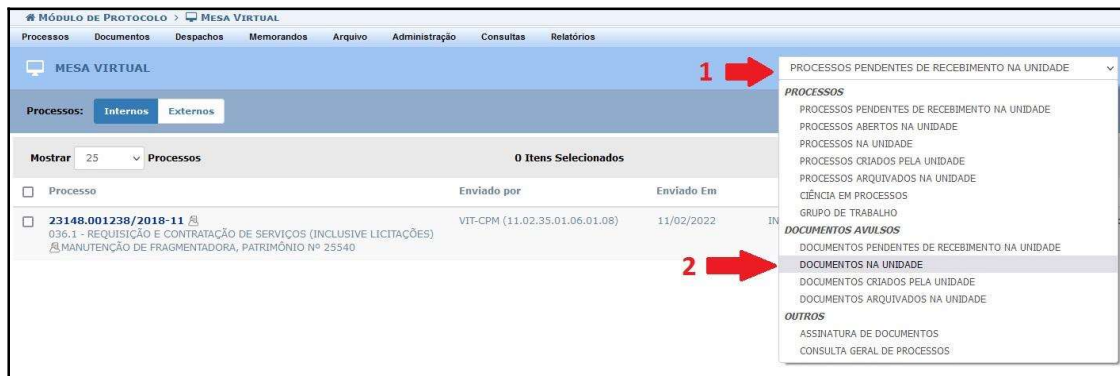 MÓDULO DE PROTOCOLO > MESA VIRTUAL
Processos Documentos Despachos Memorandos Arquivo Administração Consultas Relatórios
MESA VIRTUAL
1
PROCESSOS PENDENTES DE RECEBIMENTO NA UNIDADE
Processos: Internos Externos
Mostrar 25 Processos 0 Itens Selecionados
Processo Enviado por Enviado Em
23148.001238/2018-11 VIT-CPM (11.02.35.01.06.01.08) 11/02/2022 IN
036.1 - REQUISIÇÃO E CONTRATAÇÃO DE SERVIÇOS (INCLUSIVE LICITAÇÕES)
MANUTENÇÃO DE FRAGMENTADORA, PATRIMÔNIO Nº 25540
PROCESSOS
PROCESSOS PENDENTES DE RECEBIMENTO NA UNIDADE
PROCESSOS ABERTOS NA UNIDADE
PROCESSOS NA UNIDADE
PROCESSOS CRIADOS PELA UNIDADE
PROCESSOS ARQUIVADOS NA UNIDADE
CIÊNCIA EM PROCESSOS
GRUPO DE TRABALHO
DOCUMENTOS AVULSOS
DOCUMENTOS PENDENTES DE RECEBIMENTO NA UNIDADE
2
DOCUMENTOS NA UNIDADE
DOCUMENTOS CRIADOS PELA UNIDADE
DOCUMENTOS ARQUIVADOS NA UNIDADE
OUTROS
ASSINATURA DE DOCUMENTOS
CONSULTA GERAL DE PROCESSOS